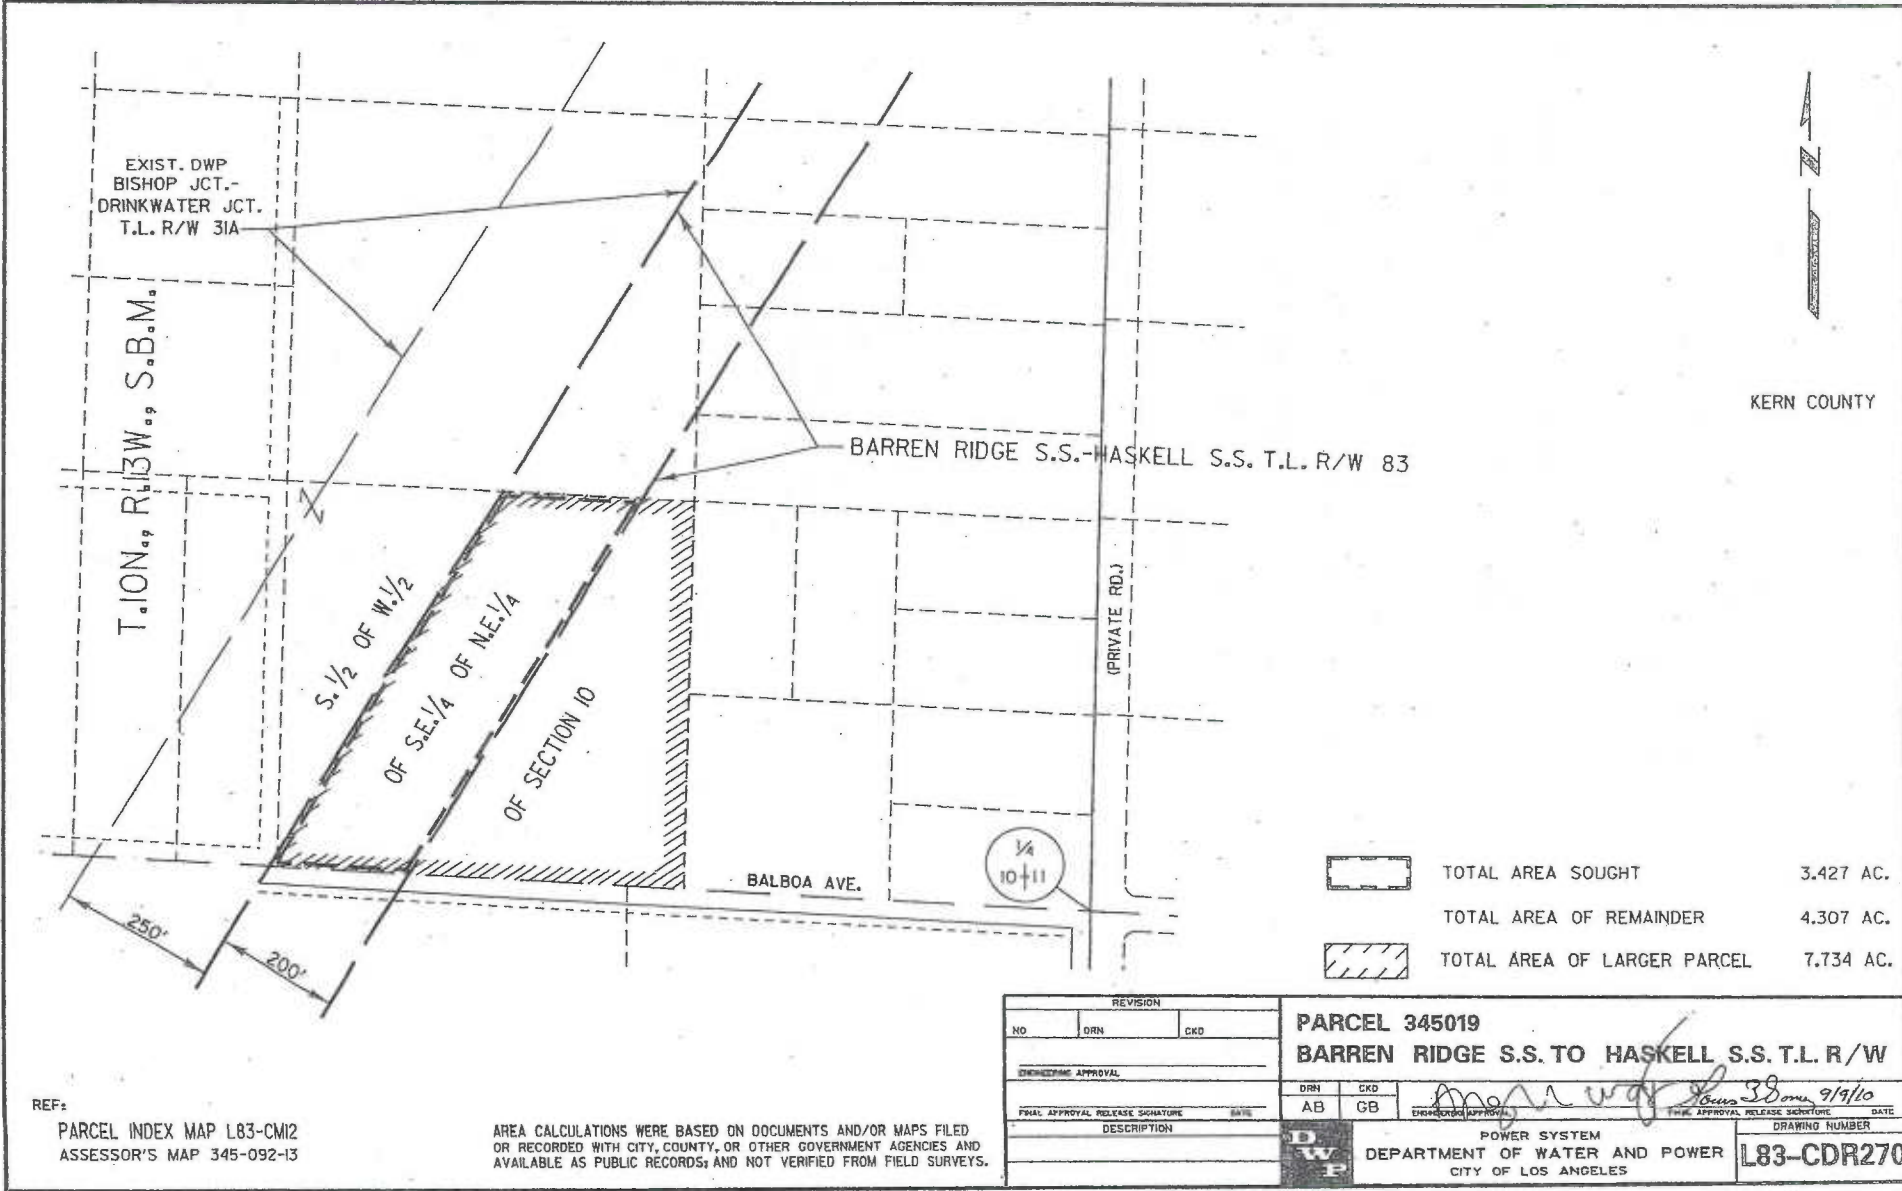 EXIST. DWP
BISHOP JCT.-
DRINKWATER JCT.
T.L. R/W 31A
T.10N., R.13W., S.B.M.
N
KERN COUNTY
BARREN RIDGE S.S.-HASKELL S.S. T.L. R/W 83
S.1/2 OF W.1/2
OF S.E.1/4 OF N.E.1/4
OF SECTION 10
(PRIVATE RD.)
BALBOA AVE.
1/4
10 11
250'
200'
TOTAL AREA SOUGHT 3.427 AC.
TOTAL AREA OF REMAINDER 4.307 AC.
TOTAL AREA OF LARGER PARCEL 7.734 AC.
REVISION
NO DRN CKD
ENGINEERING APPROVAL
FINAL APPROVAL RELEASE SIGNATURE DATE
DESCRIPTION
PARCEL 345019
BARREN RIDGE S.S. TO HASKELL S.S. T.L. R/W
DRN CKD
AB GB
ENGINEERING APPROVAL
9/9/10
FINAL APPROVAL RELEASE SIGNATURE DATE
DWP
POWER SYSTEM
DEPARTMENT OF WATER AND POWER
CITY OF LOS ANGELES
DRAWING NUMBER
L83-CDR270
REF:
PARCEL INDEX MAP L83-CM12
ASSESSOR'S MAP 345-092-13
AREA CALCULATIONS WERE BASED ON DOCUMENTS AND/OR MAPS FILED
OR RECORDED WITH CITY, COUNTY, OR OTHER GOVERNMENT AGENCIES AND
AVAILABLE AS PUBLIC RECORDS; AND NOT VERIFIED FROM FIELD SURVEYS.